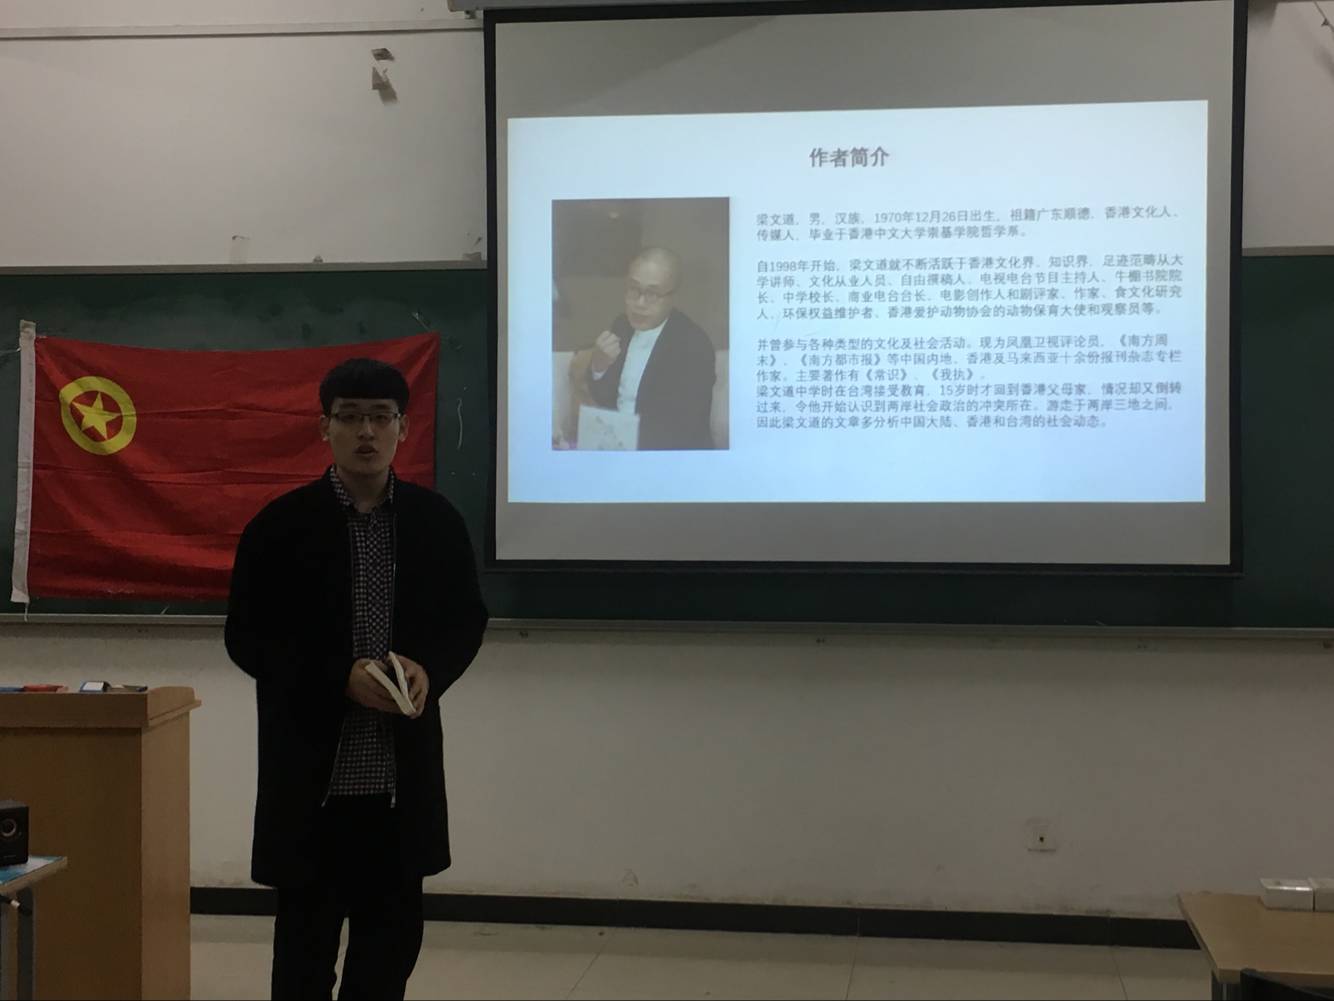 作者简介
梁文道，男，汉族，1970年12月26日出生，祖籍广东顺德，香港文化人、
传媒人，毕业于香港中文大学崇基学院哲学系。
自1998年开始，梁文道就不断活跃于香港文化界、知识界，足迹范畴从大
学讲师、文化从业人员、自由撰稿人、电视电台节目主持人、牛棚书院院
长、中学校长、商业电台台长、电影创作人和剧评家、作家、食文化研究
人、环保权益维护者、香港爱护动物协会的动物保育大使和观察员等。
并曾参与各种类型的文化及社会活动。现为凤凰卫视评论员，《南方周
末》、《南方都市报》等中国内地、香港及马来西亚十余份报刊杂志专栏
作家。主要著作有《常识》、《我执》。
梁文道中学时在台湾接受教育，15岁时才回到香港父母家，情况却又倒转
过来，令他开始认识到两岸社会政治的冲突所在。游走于两岸三地之间，
因此梁文道的文章多分析中国大陆、香港和台湾的社会动态。